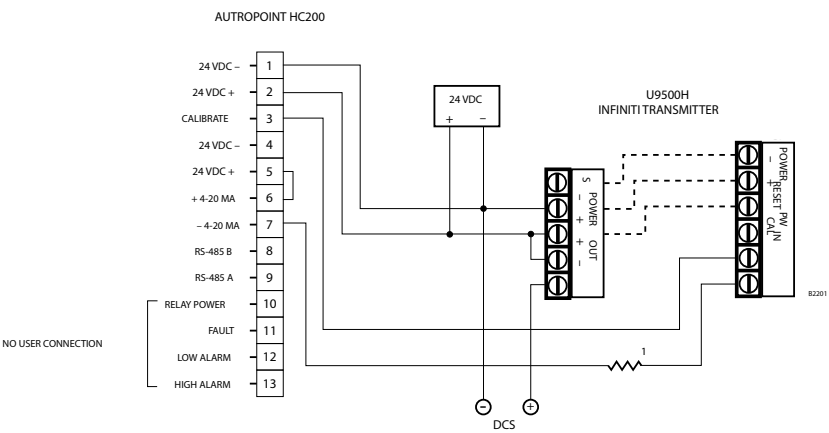 AUTROPOINT HC200
24 VDC – 1
24 VDC + 2
CALIBRATE 3
24 VDC – 4
24 VDC + 5
+ 4-20 MA 6
– 4-20 MA 7
RS-485 B 8
RS-485 A 9
RELAY POWER 10
FAULT 11
LOW ALARM 12
HIGH ALARM 13
NO USER CONNECTION
24 VDC
+ –
U9500H
INFINITI TRANSMITTER
S
– POWER +
+ OUT –
– POWER +
RESET
PW IN
CAL
B2201
1
– +
DCS